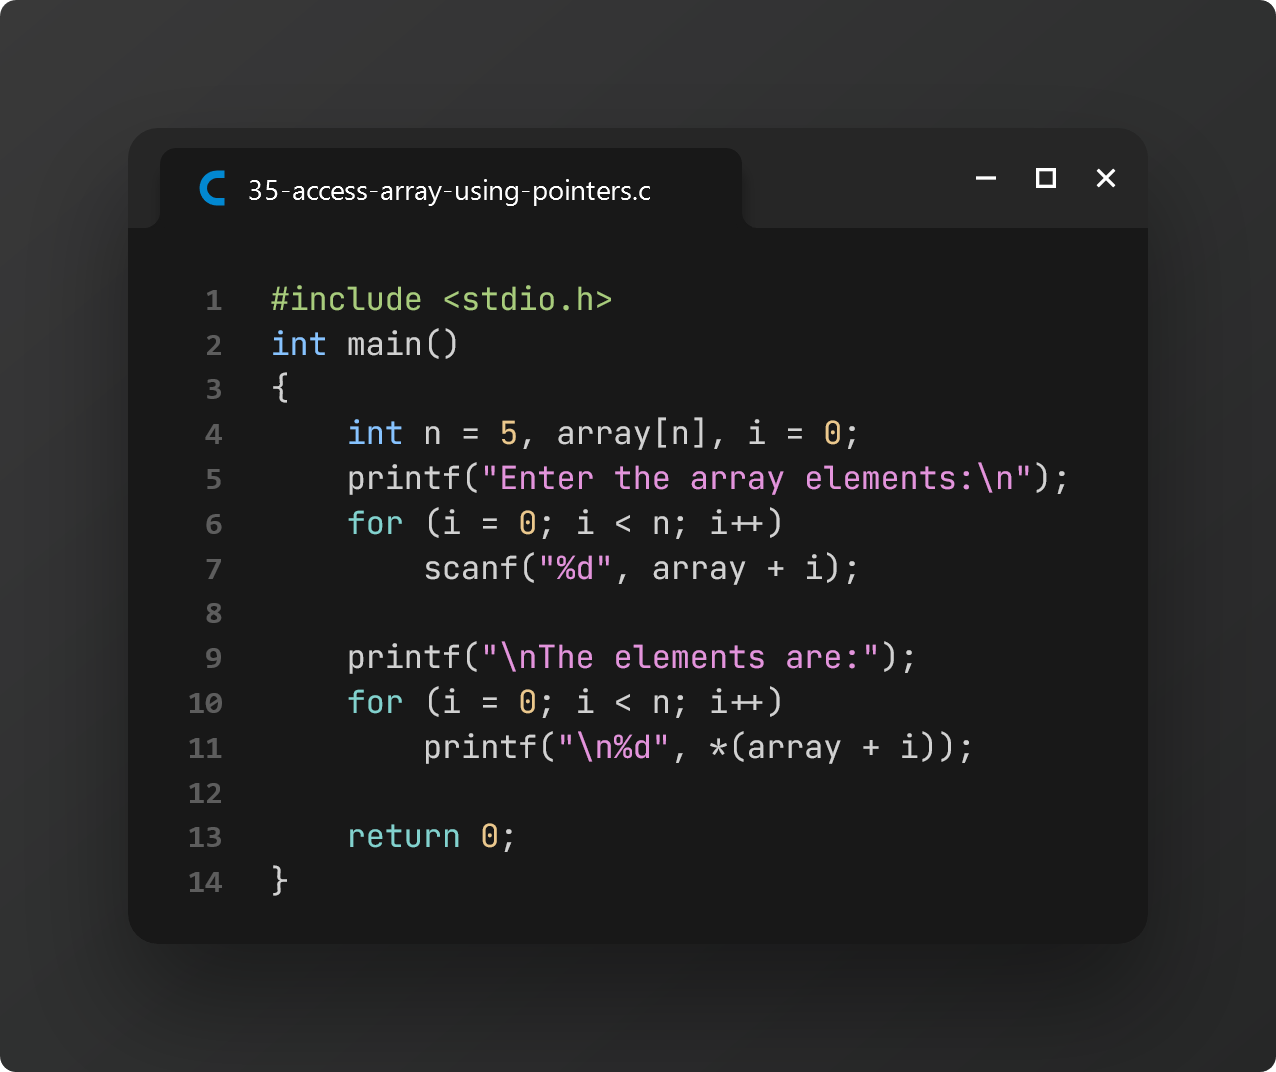 35-access-array-using-pointers.c
1 #include <stdio.h>
2 int main()
3 {
4     int n = 5, array[n], i = 0;
5     printf("Enter the array elements:\n");
6     for (i = 0; i < n; i++)
7         scanf("%d", array + i);
8
9     printf("\nThe elements are:");
10     for (i = 0; i < n; i++)
11         printf("\n%d", *(array + i));
12
13     return 0;
14 }